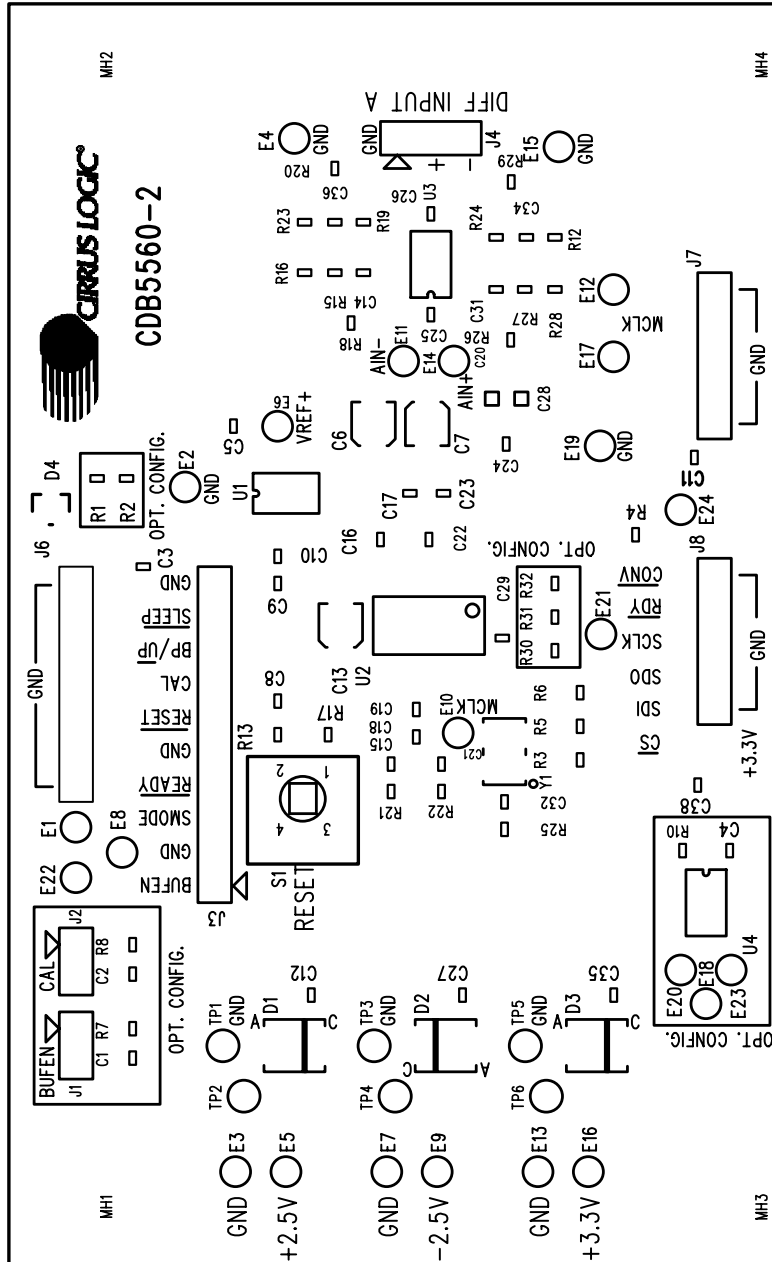 MH2
MH4
DIFF INPUT A
E4
GND
GND
J4
E15
GND
+
-
R20
C36
C26
U3
R29
CIRRUS LOGIC®
CDB5560-2
R23
R19
R24
C34
R12
R16
C14
R15
R18
C31
C25
R26
R27
R28
E12
MCLK
E17
J7
GND
AIN-
E11
E14
C20
AIN+
C28
C5
E6
VREF+
C6
C7
C24
E19
GND
C11
E24
D4
R1
R2
OPT. CONFIG.
E2
GND
U1
C17
C23
C16
C22
R4
J6
C3
C10
C9
OPT. CONFIG.
C29
R32
R31
R30
E21
J8
GND
GND
GND
SLEEP
BP/UP
CAL
RESET
GND
READY
SMODE
GND
BUFEN
J3
CONV
RDY
SCLK
SDO
SDI
CS
+3.3V
C13
U2
C8
R13
R17
C19
C18
C15
E10
MCLK
C21
Y1
R6
R5
R3
R21
R22
C32
R25
2
1
4
3
S1
RESET
E1
E8
E22
C38
R10
C4
U4
E20
E18
E23
OPT. CONFIG.
J2
CAL
R8
C2
BUFEN
R7
C1
J1
OPT. CONFIG.
C12
TP1
GND
D1
A
C
TP2
C27
TP3
GND
D2
C
A
TP4
C35
TP5
GND
D3
A
C
TP6
E3
E5
E7
E9
E13
E16
GND
+2.5V
GND
-2.5V
GND
+3.3V
MH1
MH3